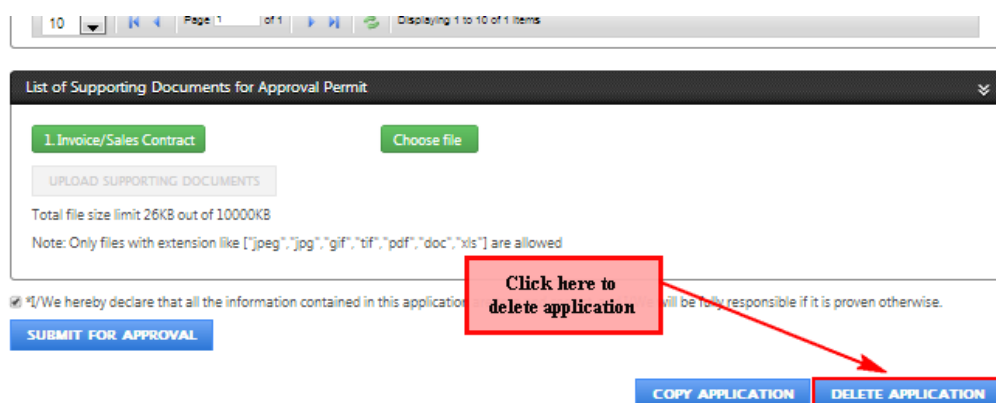 10 Page 1 of 1 Displaying 1 to 10 of 1 items
List of Supporting Documents for Approval Permit
1. Invoice/Sales Contract Choose file
UPLOAD SUPPORTING DOCUMENTS
Total file size limit 26KB out of 10000KB
Note: Only files with extension like ["jpeg","jpg","gif","tif","pdf","doc","xls"] are allowed
Click here to
delete application
*I/We hereby declare that all the information contained in this application will be fully responsible if it is proven otherwise.
SUBMIT FOR APPROVAL
COPY APPLICATION DELETE APPLICATION